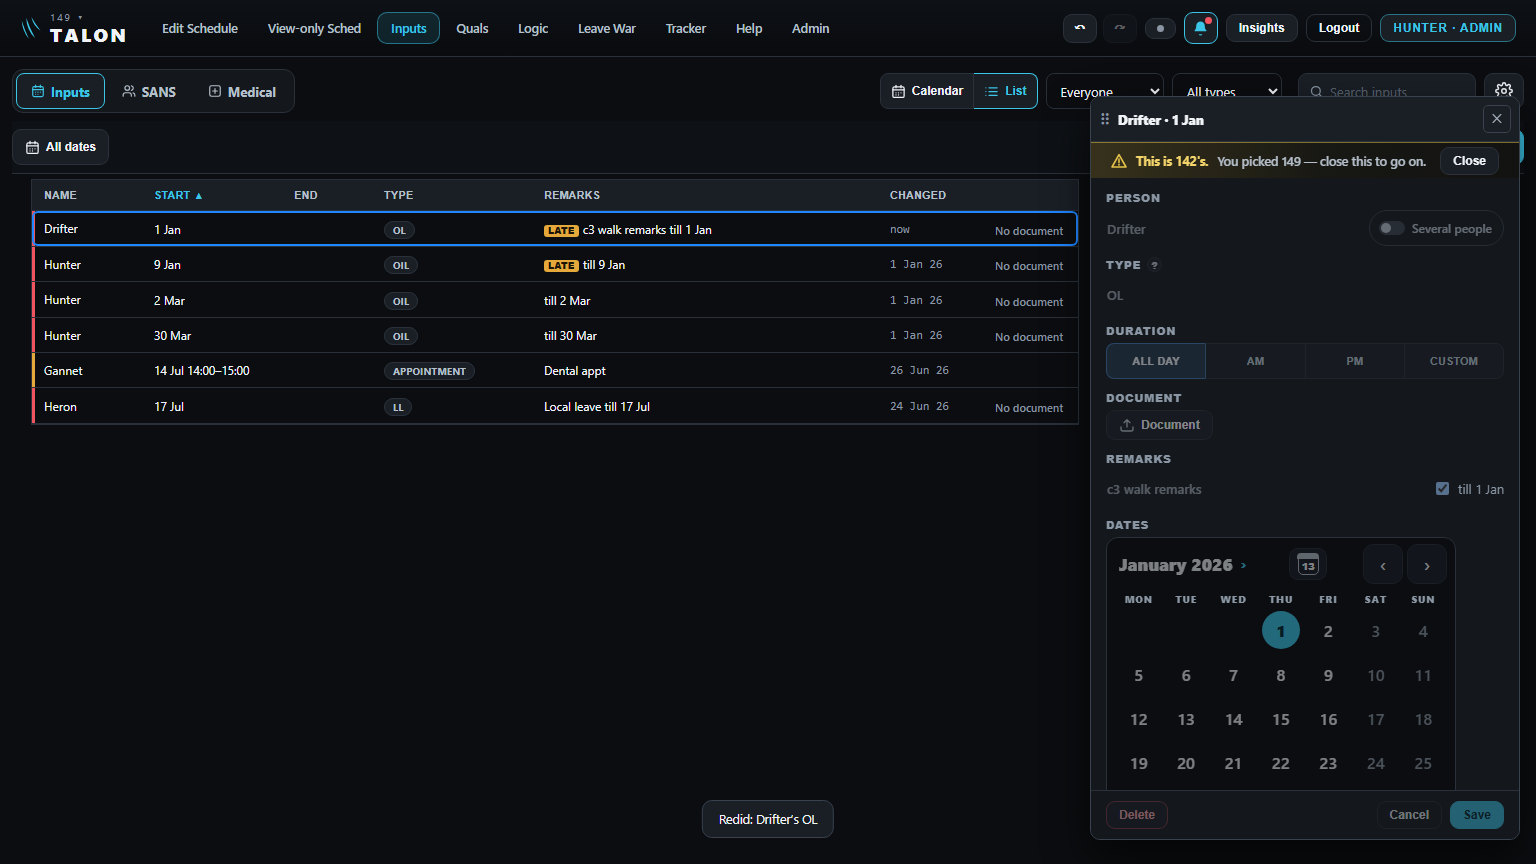 149
TALON
Edit Schedule
View-only Sched
Inputs
Quals
Logic
Leave War
Tracker
Help
Admin
Insights
Logout
HUNTER · ADMIN
Inputs
SANS
Medical
Calendar
List
Everyone
All types
Search inputs
All dates
NAME START ▲ END TYPE REMARKS CHANGED
Drifter 1 Jan OL LATE c3 walk remarks till 1 Jan now No document
Hunter 9 Jan OIL LATE till 9 Jan 1 Jan 26 No document
Hunter 2 Mar OIL till 2 Mar 1 Jan 26 No document
Hunter 30 Mar OIL till 30 Mar 1 Jan 26 No document
Gannet 14 Jul 14:00–15:00 APPOINTMENT Dental appt 26 Jun 26
Heron 17 Jul LL Local leave till 17 Jul 24 Jun 26 No document
Redid: Drifter's OL
Drifter · 1 Jan
This is 142's. You picked 149 — close this to go on. Close
PERSON
Drifter
Several people
TYPE ?
OL
DURATION
ALL DAY AM PM CUSTOM
DOCUMENT
Document
REMARKS
c3 walk remarks
till 1 Jan
DATES
January 2026 ›
13
‹ ›
MON TUE WED THU FRI SAT SUN
1 2 3 4
5 6 7 8 9 10 11
12 13 14 15 16 17 18
19 20 21 22 23 24 25
Delete
Cancel
Save